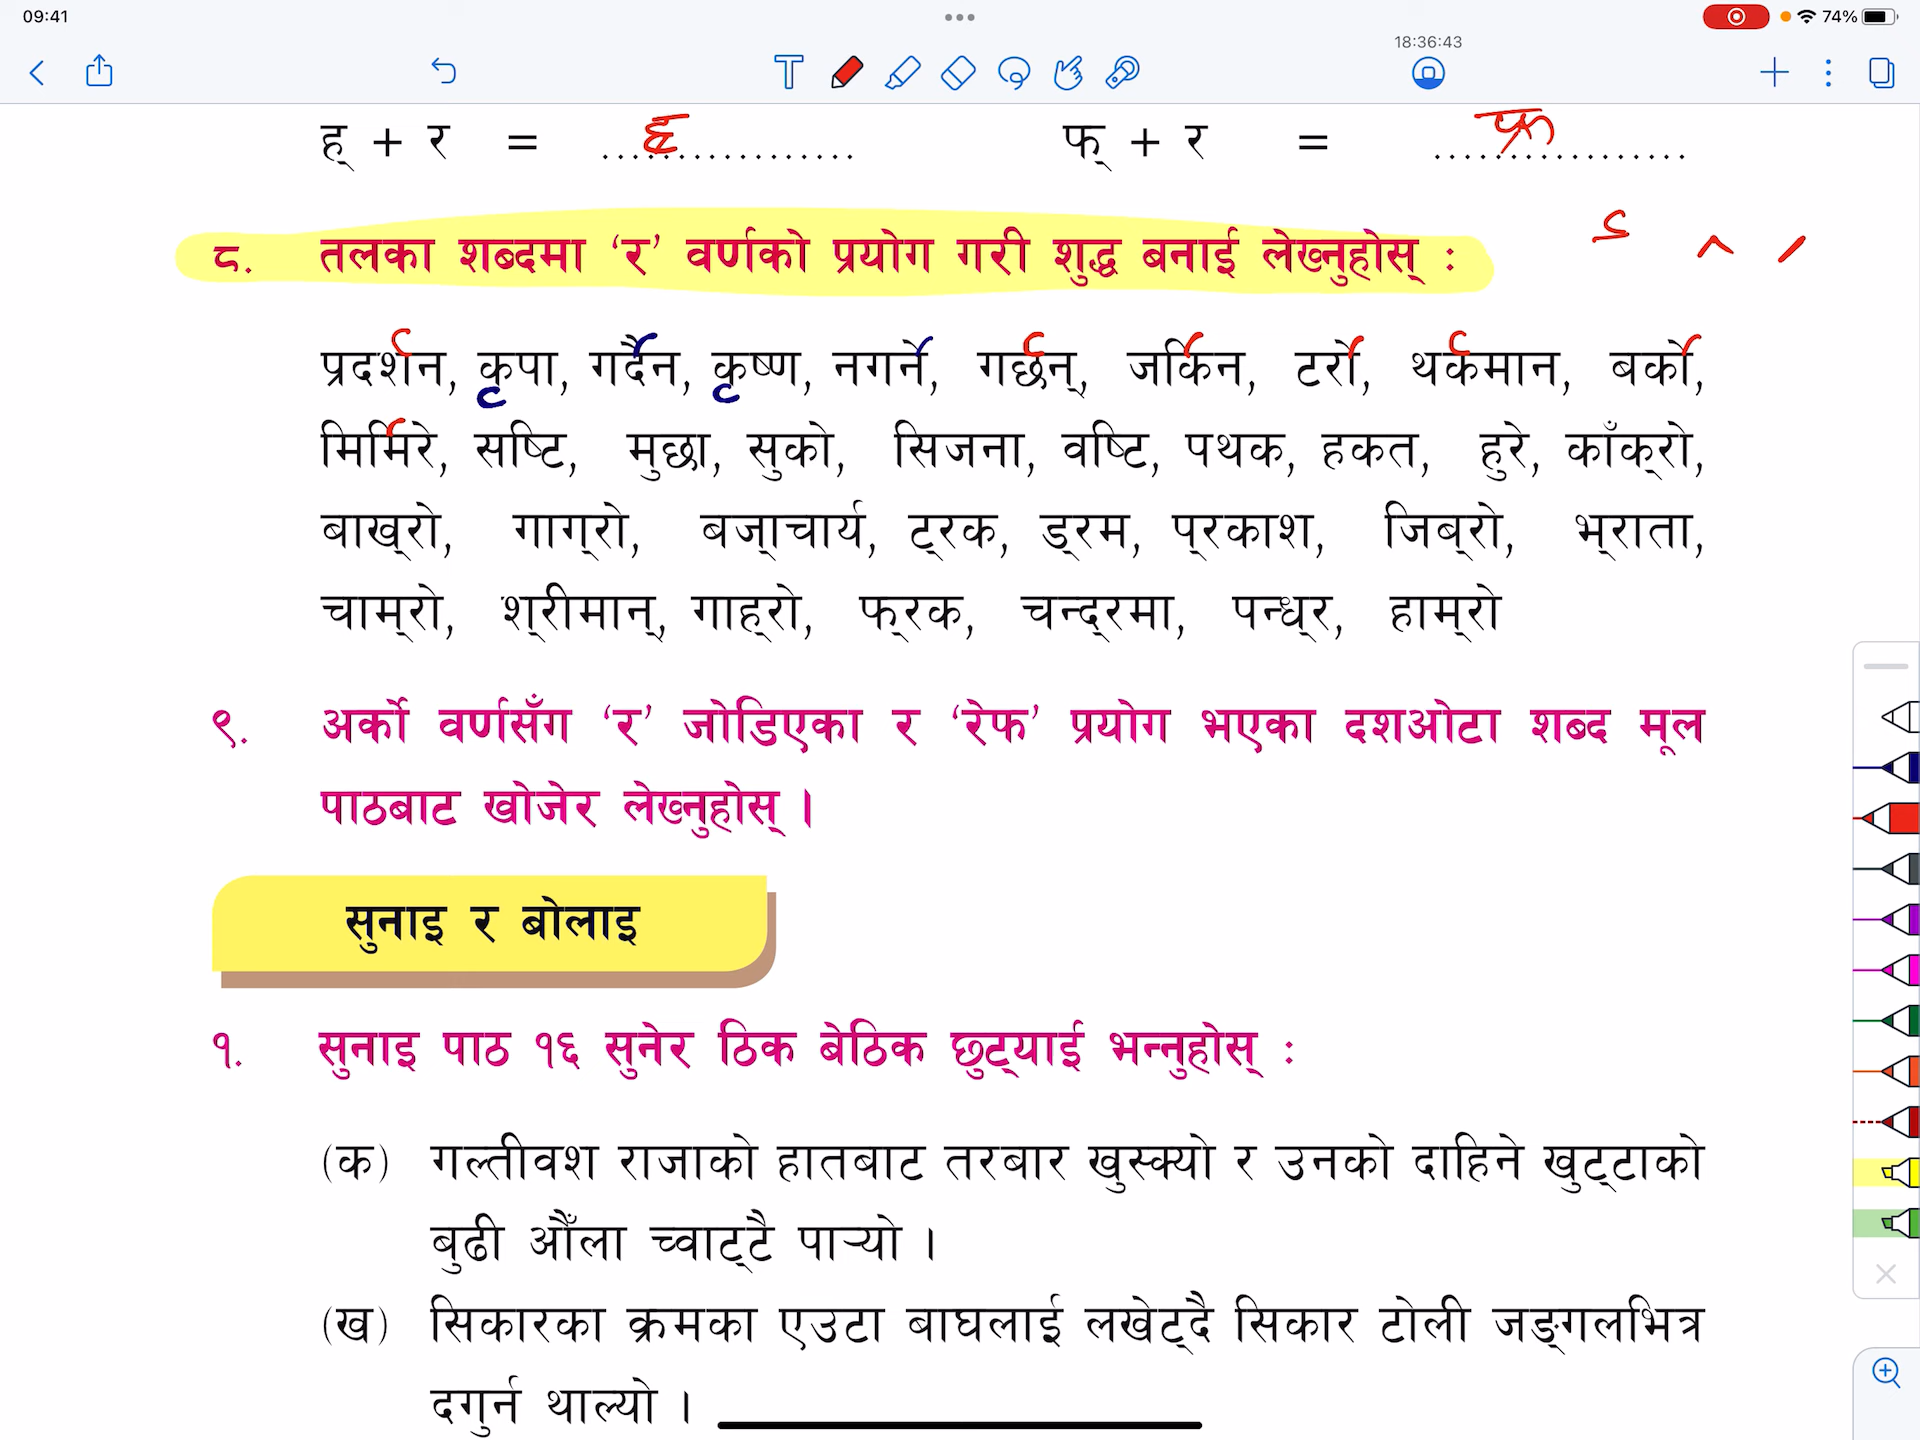 09:41
74%
18:36:43
ह् + र = ह्र फ् + र = फ्र
८. तलका शब्दमा ‘र’ वर्णको प्रयोग गरी शुद्ध बनाई लेख्नुहोस् :
प्रदर्शन, कृपा, गर्दैन, कृष्ण, नगर्ने, गर्छन्, जर्किन, टर्रो, थर्कमान, बर्को,
मिर्मिरे, सष्टि, मुछा, सुको, सिजना, वष्टि, पथक, हकत, हुरे, काँक्‌रो,
बाख्‌रो, गाग्‌रो, बज्ाचार्य, ट्‌रक, ड्‌रम, प्‌रकाश, जिब्‌रो, भ्‌राता,
चाम्‌रो, श्‌रीमान्, गाह्‌रो, फ्‌रक, चन्द्‌रमा, पन्ध्‌र, हाम्‌रो
९. अर्को वर्णसँग ‘र’ जोडिएका र ‘रेफ’ प्रयोग भएका दशओटा शब्द मूल
पाठबाट खोजेर लेख्नुहोस् ।
सुनाइ र बोलाइ
१. सुनाइ पाठ १६ सुनेर ठिक बेठिक छुट्याई भन्नुहोस् :
(क) गल्तीवश राजाको हातबाट तरबार खुस्क्यो र उनको दाहिने खुट्टाको
बुढी औँला च्वाट्टै पार्‍यो ।
(ख) सिकारका क्रमका एउटा बाघलाई लखेट्दै सिकार टोली जङ्गलभित्र
दगुर्न थाल्यो ।